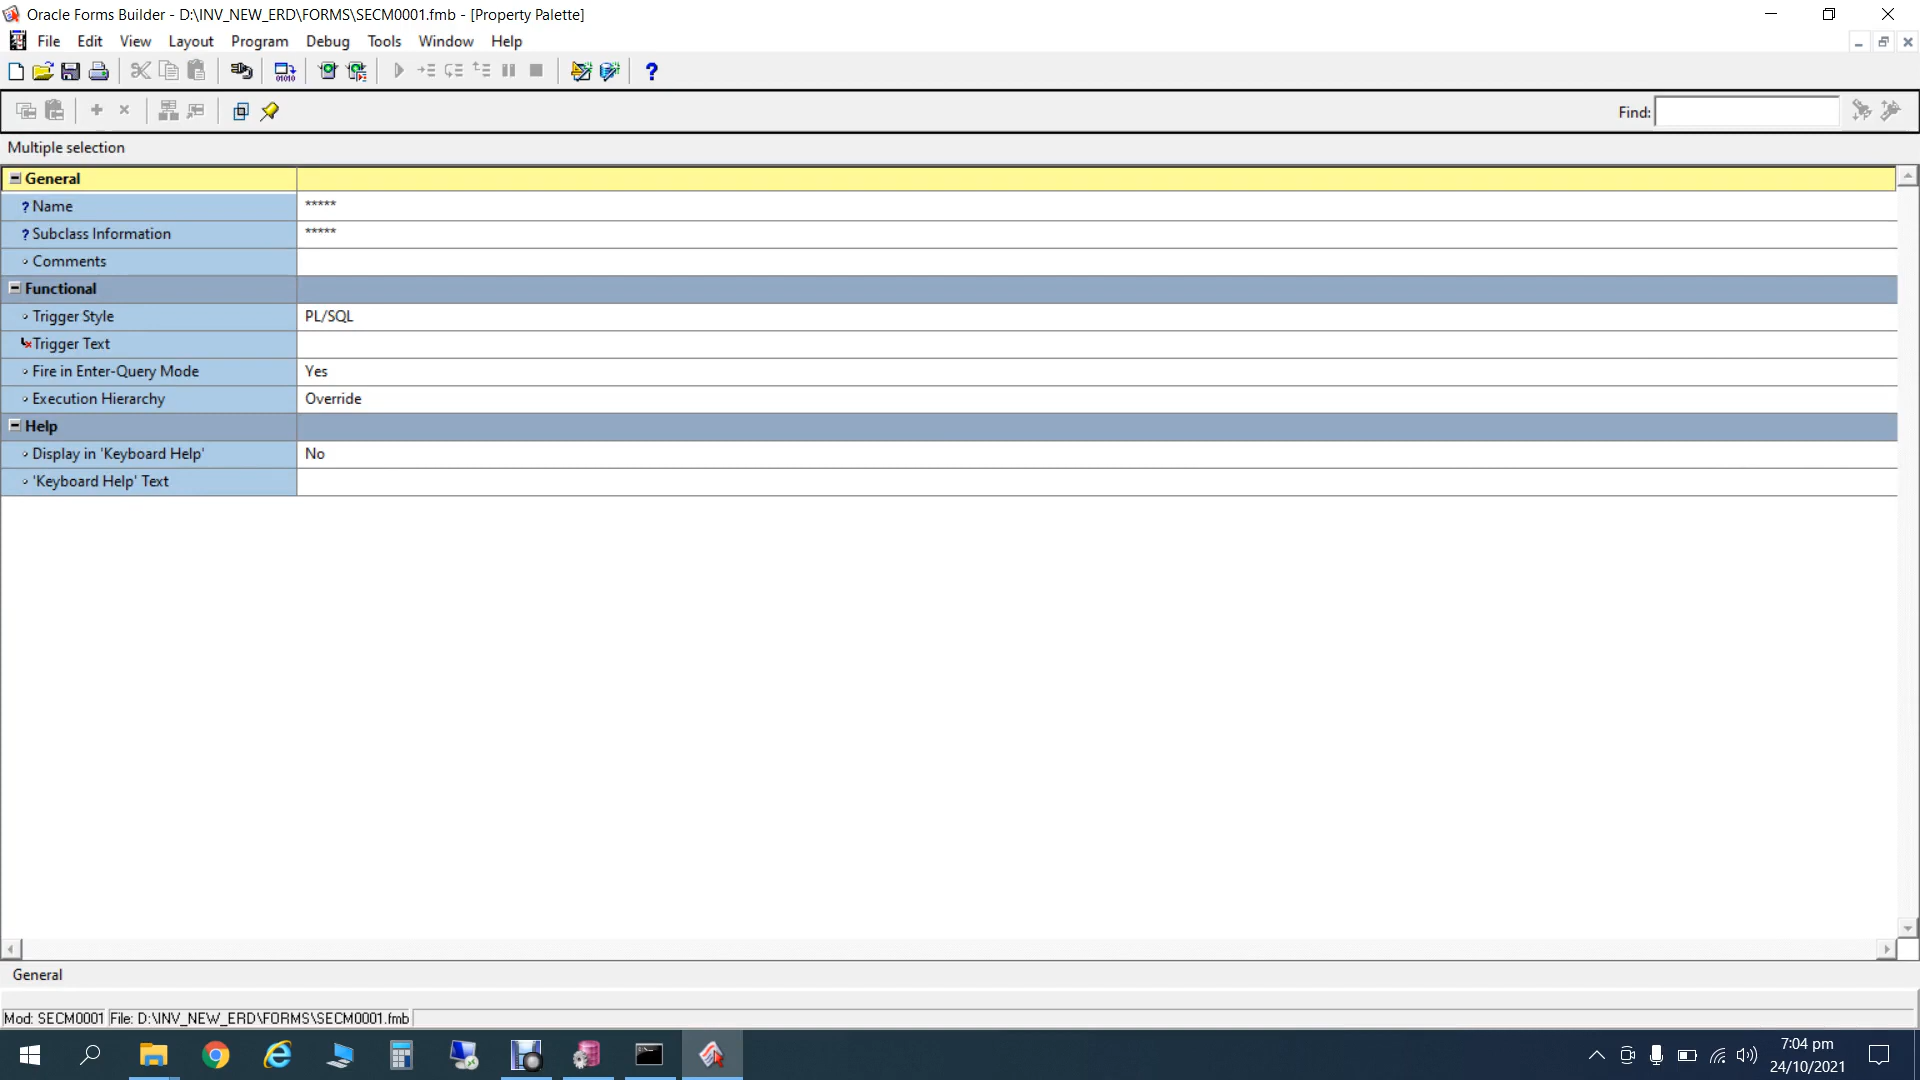 Oracle Forms Builder - D:\INV_NEW_ERD\FORMS\SECM0001.fmb - [Property Palette]
File Edit View Layout Program Debug Tools Window Help
Find:
Multiple selection
General
Name *****
Subclass Information *****
Comments
Functional
Trigger Style PL/SQL
Trigger Text
Fire in Enter-Query Mode Yes
Execution Hierarchy Override
Help
Display in 'Keyboard Help' No
'Keyboard Help' Text
General
Mod: SECM0001 File: D:\INV_NEW_ERD\FORMS\SECM0001.fmb
7:04 pm
24/10/2021